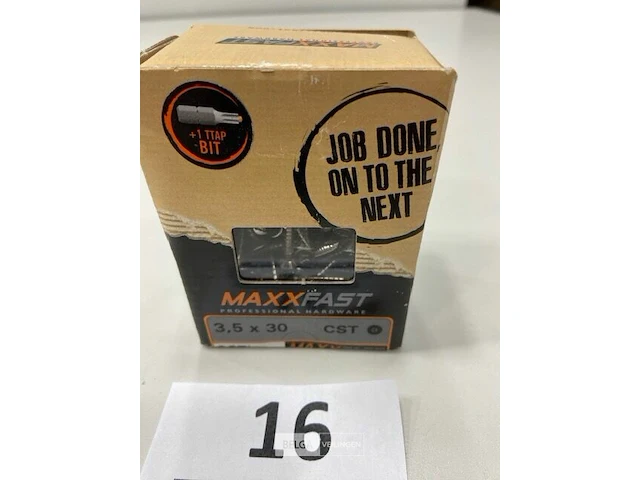 +1 TTAP
BIT
JOB DONE,
ON TO THE
NEXT
MAXXFAST
PROFESSIONAL HARDWARE
3,5 x 30 CST
16